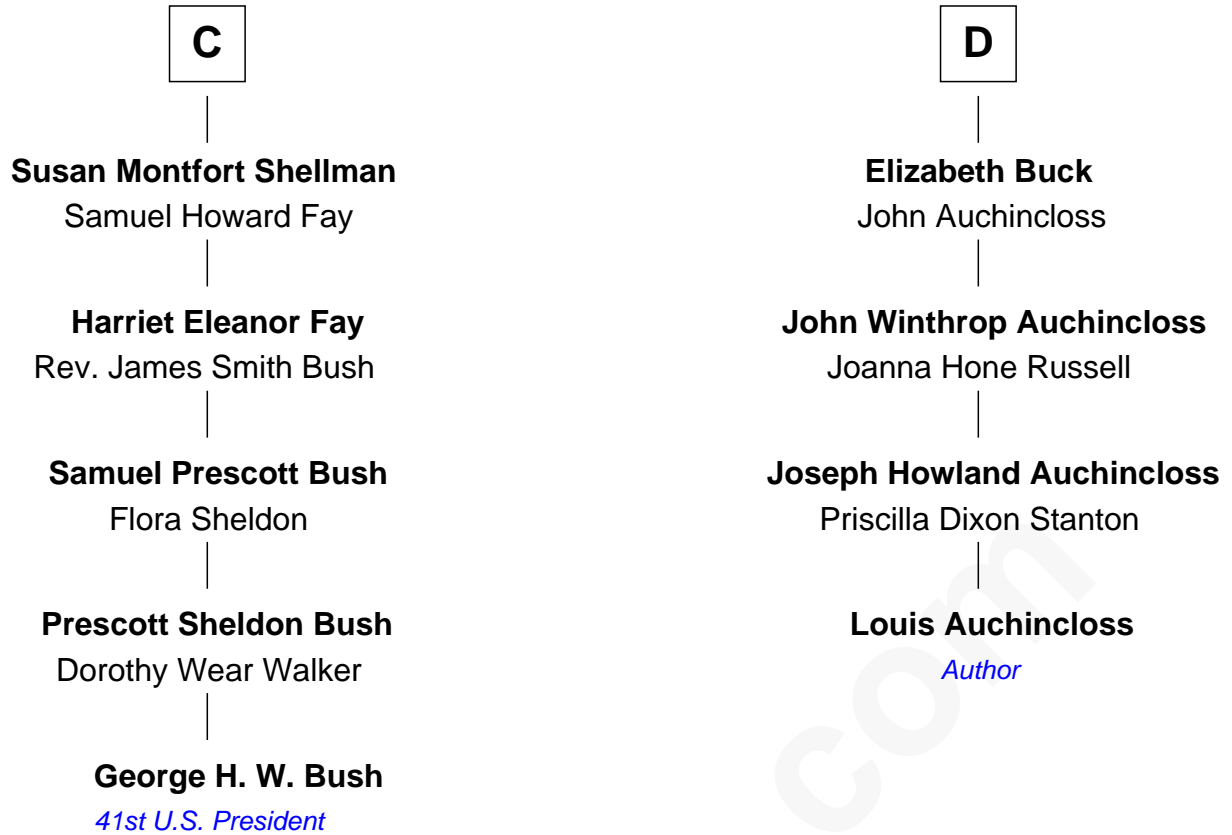 C
Susan Montfort Shellman
Samuel Howard Fay
Harriet Eleanor Fay
Rev. James Smith Bush
Samuel Prescott Bush
Flora Sheldon
Prescott Sheldon Bush
Dorothy Wear Walker
George H. W. Bush
41st U.S. President
D
Elizabeth Buck
John Auchincloss
John Winthrop Auchincloss
Joanna Hone Russell
Joseph Howland Auchincloss
Priscilla Dixon Stanton
Louis Auchincloss
Author
com